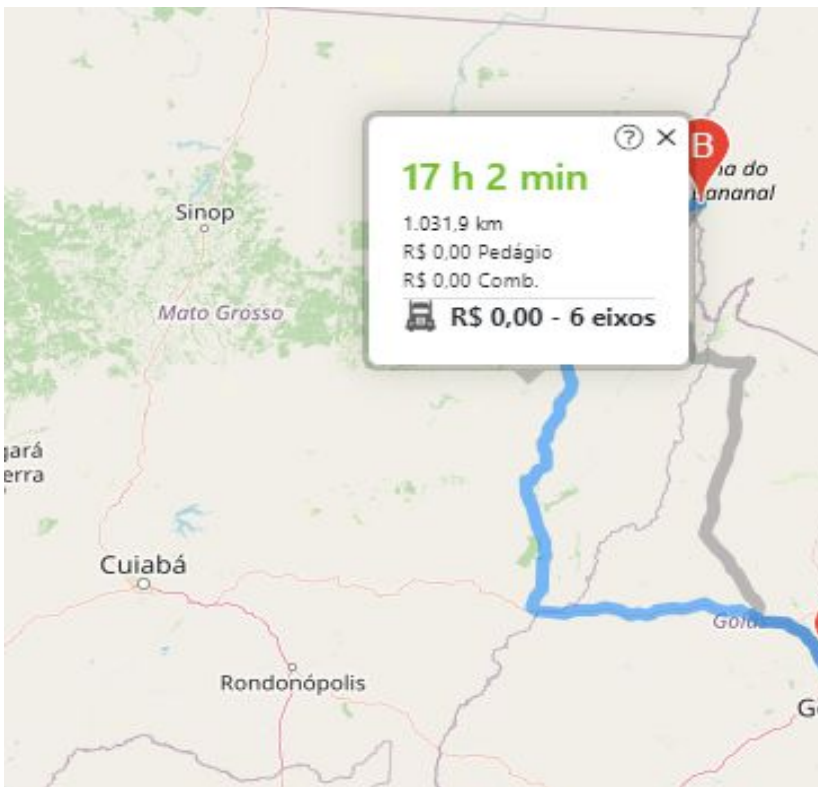 ? ×
17 h 2 min
1.031,9 km
R$ 0,00 Pedágio
R$ 0,00 Comb.
R$ 0,00 - 6 eixos
B
do
Sinop
Mato Grosso
Cuiabá
Rondonópolis